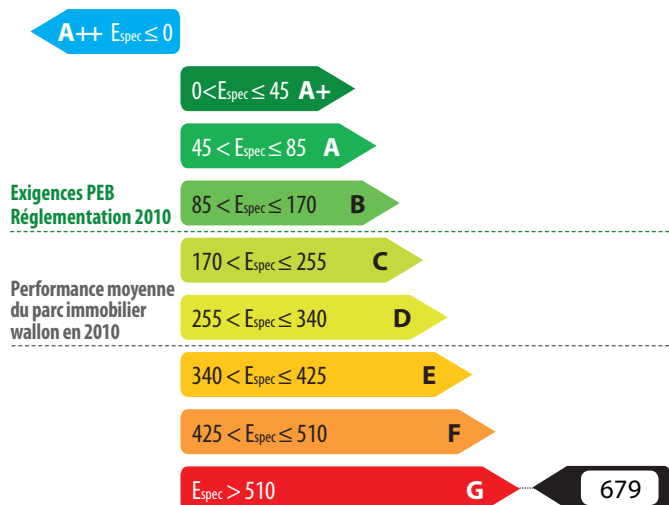 A++ Espec ≤ 0
0<Espec ≤ 45 A+
45 < Espec ≤ 85 A
Exigences PEB
Réglementation 2010
85 < Espec ≤ 170 B
170 < Espec ≤ 255 C
Performance moyenne
du parc immobilier
wallon en 2010
255 < Espec ≤ 340 D
340 < Espec ≤ 425 E
425 < Espec ≤ 510 F
Espec > 510 G 679